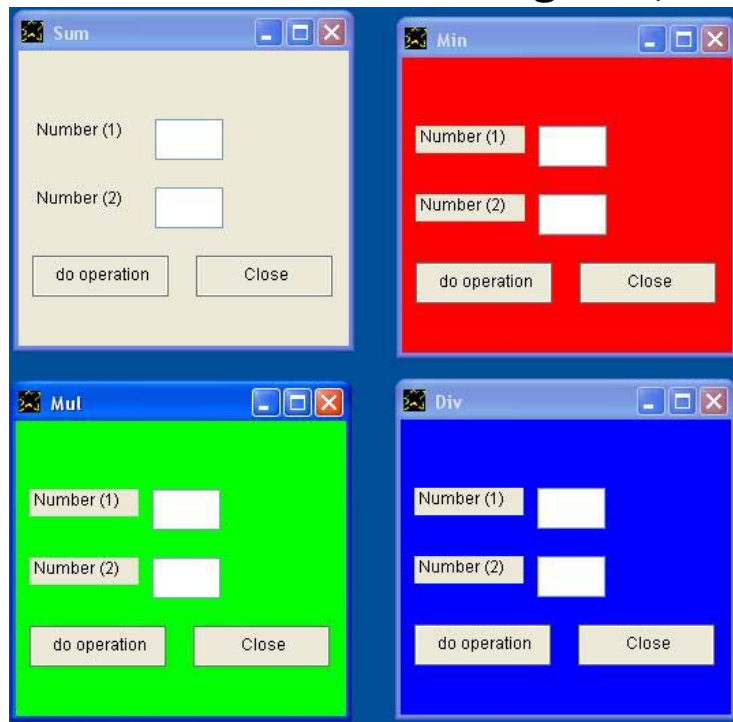 Sum
Number (1)
Number (2)
do operation Close
Min
Number (1)
Number (2)
do operation Close
Mul
Number (1)
Number (2)
do operation Close
Div
Number (1)
Number (2)
do operation Close